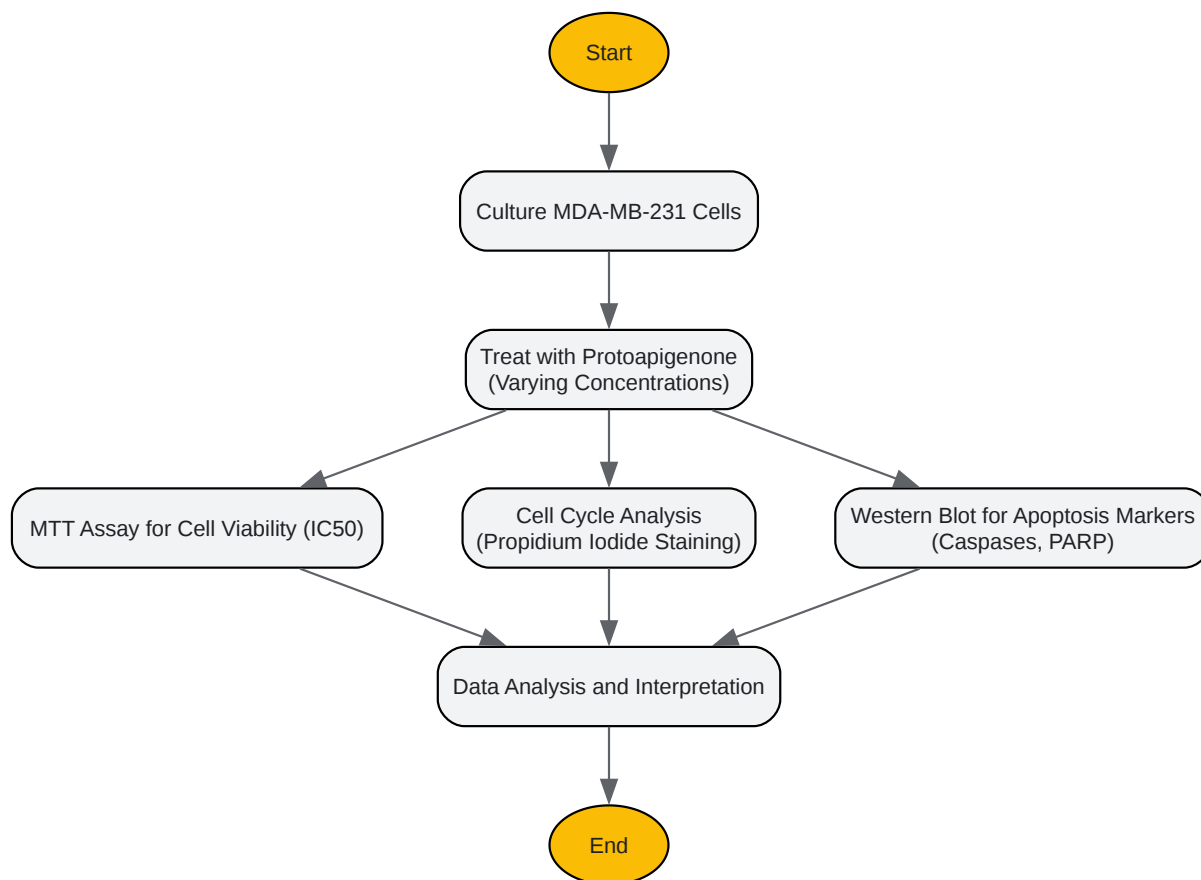 Start
Culture MDA-MB-231 Cells
Treat with Protoapigenone
(Varying Concentrations)
MTT Assay for Cell Viability (IC50)
Cell Cycle Analysis
(Propidium Iodide Staining)
Western Blot for Apoptosis Markers
(Caspases, PARP)
Data Analysis and Interpretation
End